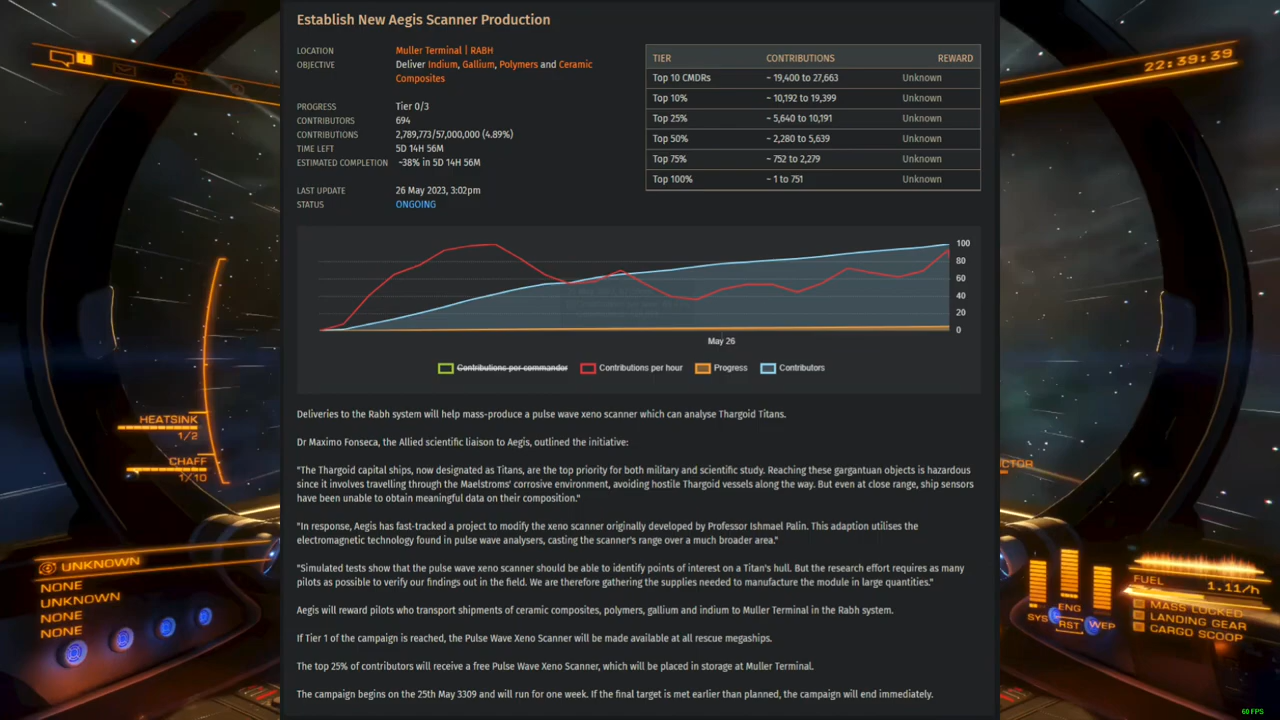 Establish New Aegis Scanner Production
LOCATION Muller Terminal | RABH
OBJECTIVE Deliver Indium, Gallium, Polymers and Ceramic
Composites
PROGRESS Tier 0/3
CONTRIBUTORS 694
CONTRIBUTIONS 2,789,773/57,000,000 (4.89%)
TIME LEFT 5D 14H 56M
ESTIMATED COMPLETION ~38% in 5D 14H 56M
LAST UPDATE 26 May 2023, 3:02pm
STATUS ONGOING
TIER CONTRIBUTIONS REWARD
Top 10 CMDRs ~ 19,400 to 27,663 Unknown
Top 10% ~ 10,192 to 19,399 Unknown
Top 25% ~ 5,640 to 10,191 Unknown
Top 50% ~ 2,280 to 5,639 Unknown
Top 75% ~ 752 to 2,279 Unknown
Top 100% ~ 1 to 751 Unknown
22:39:39
100
80
60
40
20
0
May 26
Contributions per commander Contributions per hour Progress Contributors
Deliveries to the Rabh system will help mass-produce a pulse wave xeno scanner which can analyse Thargoid Titans.
Dr Maximo Fonseca, the Allied scientific liaison to Aegis, outlined the initiative:
"The Thargoid capital ships, now designated as Titans, are the top priority for both military and scientific study. Reaching these gargantuan objects is hazardous
since it involves travelling through the Maelstroms' corrosive environment, avoiding hostile Thargoid vessels along the way. But even at close range, ship sensors
have been unable to obtain meaningful data on their composition."
"In response, Aegis has fast-tracked a project to modify the xeno scanner originally developed by Professor Ishmael Palin. This adaption utilises the
electromagnetic technology found in pulse wave analysers, casting the scanner's range over a much broader area."
"Simulated tests show that the pulse wave xeno scanner should be able to identify points of interest on a Titan's hull. But the research effort requires as many
pilots as possible to verify our findings out in the field. We are therefore gathering the supplies needed to manufacture the module in large quantities."
Aegis will reward pilots who transport shipments of ceramic composites, polymers, gallium and indium to Muller Terminal in the Rabh system.
If Tier 1 of the campaign is reached, the Pulse Wave Xeno Scanner will be made available at all rescue megaships.
The top 25% of contributors will receive a free Pulse Wave Xeno Scanner, which will be placed in storage at Muller Terminal.
The campaign begins on the 25th May 3309 and will run for one week. If the final target is met earlier than planned, the campaign will end immediately.
HEATSINK
1/2
CHAFF
1/10
UNKNOWN
NONE
UNKNOWN
NONE
NONE
FUEL 1.11/h
MASS LOCKED
LANDING GEAR
CARGO SCOOP
SYS ENG WEP
RST
60 FPS